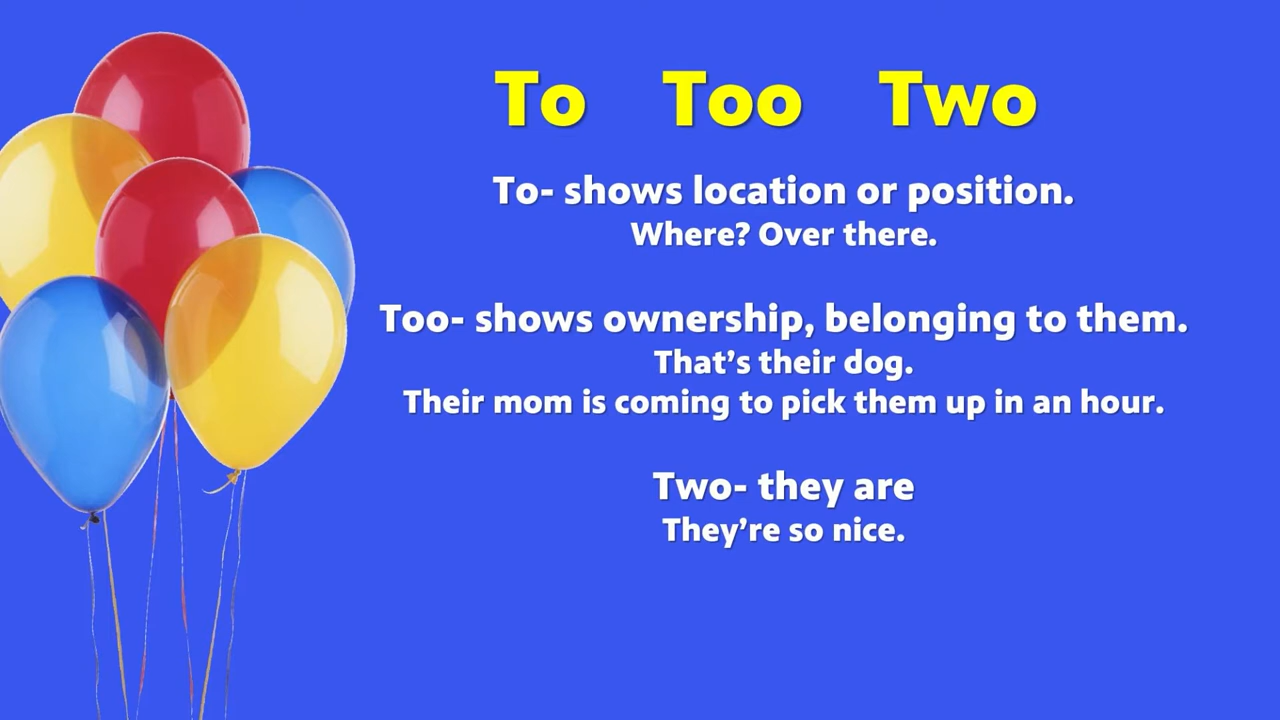 To Too Two
To- shows location or position.
Where? Over there.
Too- shows ownership, belonging to them.
That’s their dog.
Their mom is coming to pick them up in an hour.
Two- they are
They’re so nice.